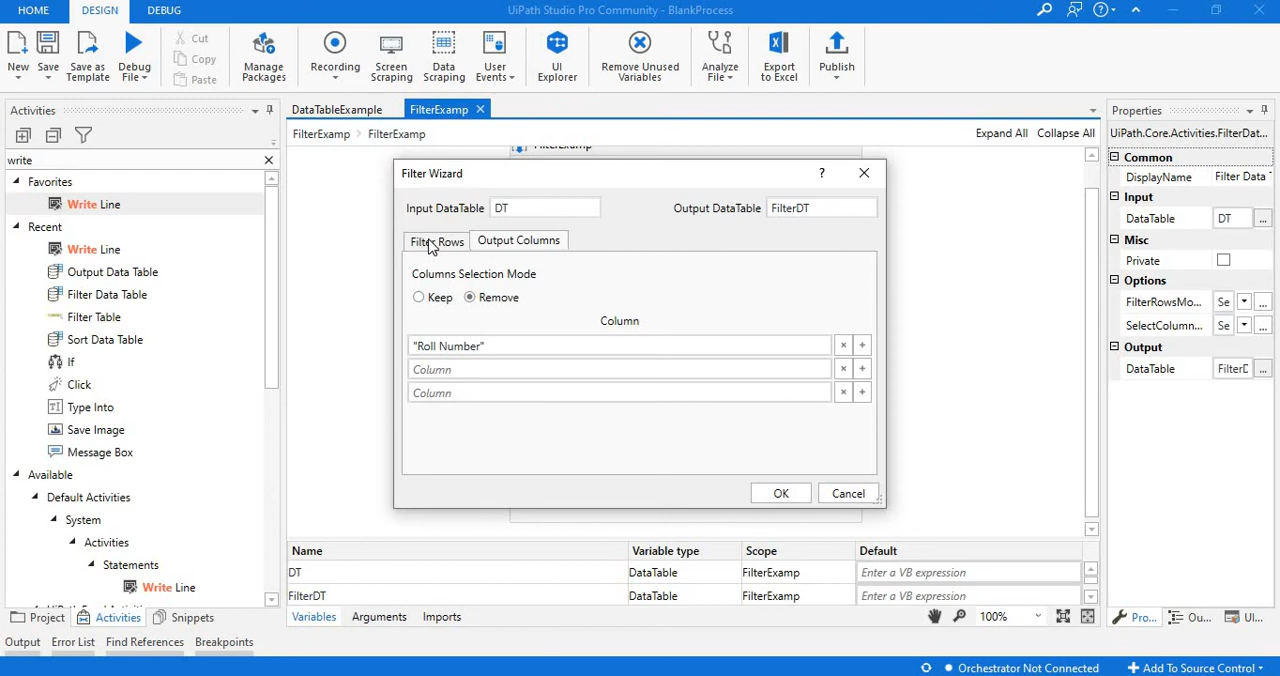 HOME DESIGN DEBUG UiPath Studio Pro Community - BlankProcess
New Save Save as Template Debug File Cut Copy Paste Manage Packages Recording Screen Scraping Data Scraping User Events UI Explorer Remove Unused Variables Analyze File Export to Excel Publish
Activities
write
Favorites
Write Line
Recent
Write Line
Output Data Table
Filter Data Table
Filter Table
Sort Data Table
If
Click
Type Into
Save Image
Message Box
Available
Default Activities
System
Activities
Statements
Write Line
Project Activities Snippets
DataTableExample FilterExamp
FilterExamp > FilterExamp Expand All Collapse All
FilterExamp
Filter Wizard ?
Input DataTable DT Output DataTable FilterDT
Filter Rows Output Columns
Columns Selection Mode
Keep Remove
Column
"Roll Number"
Column
Column
OK Cancel
Name Variable type Scope Default
DT DataTable FilterExamp Enter a VB expression
FilterDT DataTable FilterExamp Enter a VB expression
Variables Arguments Imports 100%
Properties
UiPath.Core.Activities.FilterDat...
Common
DisplayName Filter Data
Input
DataTable DT ...
Misc
Private
Options
FilterRowsMo... Se ...
SelectColumn... Se ...
Output
DataTable FilterD ...
Pro... Ou... UI...
Output Error List Find References Breakpoints
Orchestrator Not Connected Add To Source Control